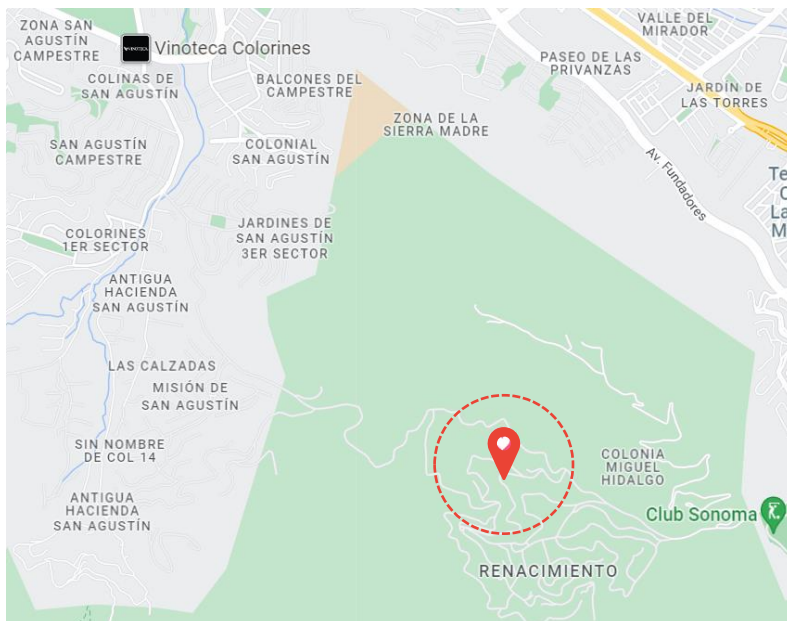 ZONA SAN
AGUSTÍN
CAMPESTRE
VINOTECA
Vinoteca Colorines
VALLE DEL
MIRADOR
COLINAS DE
SAN AGUSTÍN
BALCONES DEL
CAMPESTRE
PASEO DE LAS
PRIVANZAS
JARDÍN DE
LAS TORRES
ZONA DE LA
SIERRA MADRE
SAN AGUSTÍN
CAMPESTRE
COLONIAL
SAN AGUSTÍN
Av. Fundadores
Te
C
La
M
COLORINES
1ER SECTOR
JARDINES DE
SAN AGUSTÍN
3ER SECTOR
ANTIGUA
HACIENDA
SAN AGUSTÍN
LAS CALZADAS
MISIÓN DE
SAN AGUSTÍN
SIN NOMBRE
DE COL 14
COLONIA
MIGUEL
HIDALGO
ANTIGUA
HACIENDA
SAN AGUSTÍN
Club Sonoma
RENACIMIENTO